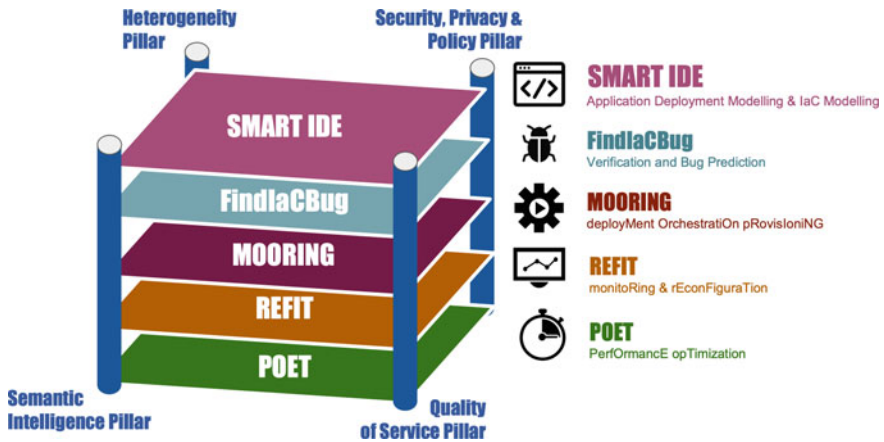 Heterogeneity
Pillar
Security, Privacy &
Policy Pillar
SMART IDE
FindIaCBug
MOORING
REFIT
POET
Semantic
Intelligence Pillar
Quality
of Service Pillar
</>
SMART IDE
Application Deployment Modelling & IaC Modelling
FindIaCBug
Verification and Bug Prediction
MOORING
deployMent OrchestratiOn pRovisIoniNG
REFIT
monitoRing & rEconFiguraTion
POET
PerfOrmancE opTimization